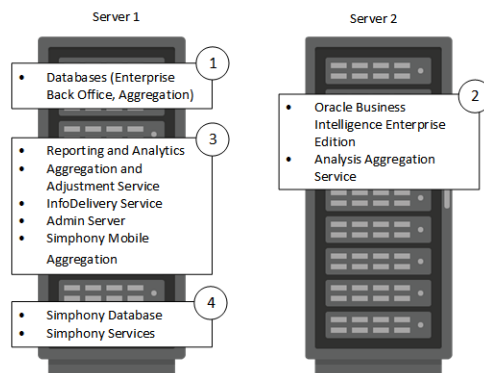 Server 1
1
• Databases (Enterprise
Back Office, Aggregation)
3
• Reporting and Analytics
• Aggregation and
Adjustment Service
• InfoDelivery Service
• Admin Server
• Simphony Mobile
Aggregation
4
• Simphony Database
• Simphony Services
Server 2
2
• Oracle Business
Intelligence Enterprise
Edition
• Analysis Aggregation
Service